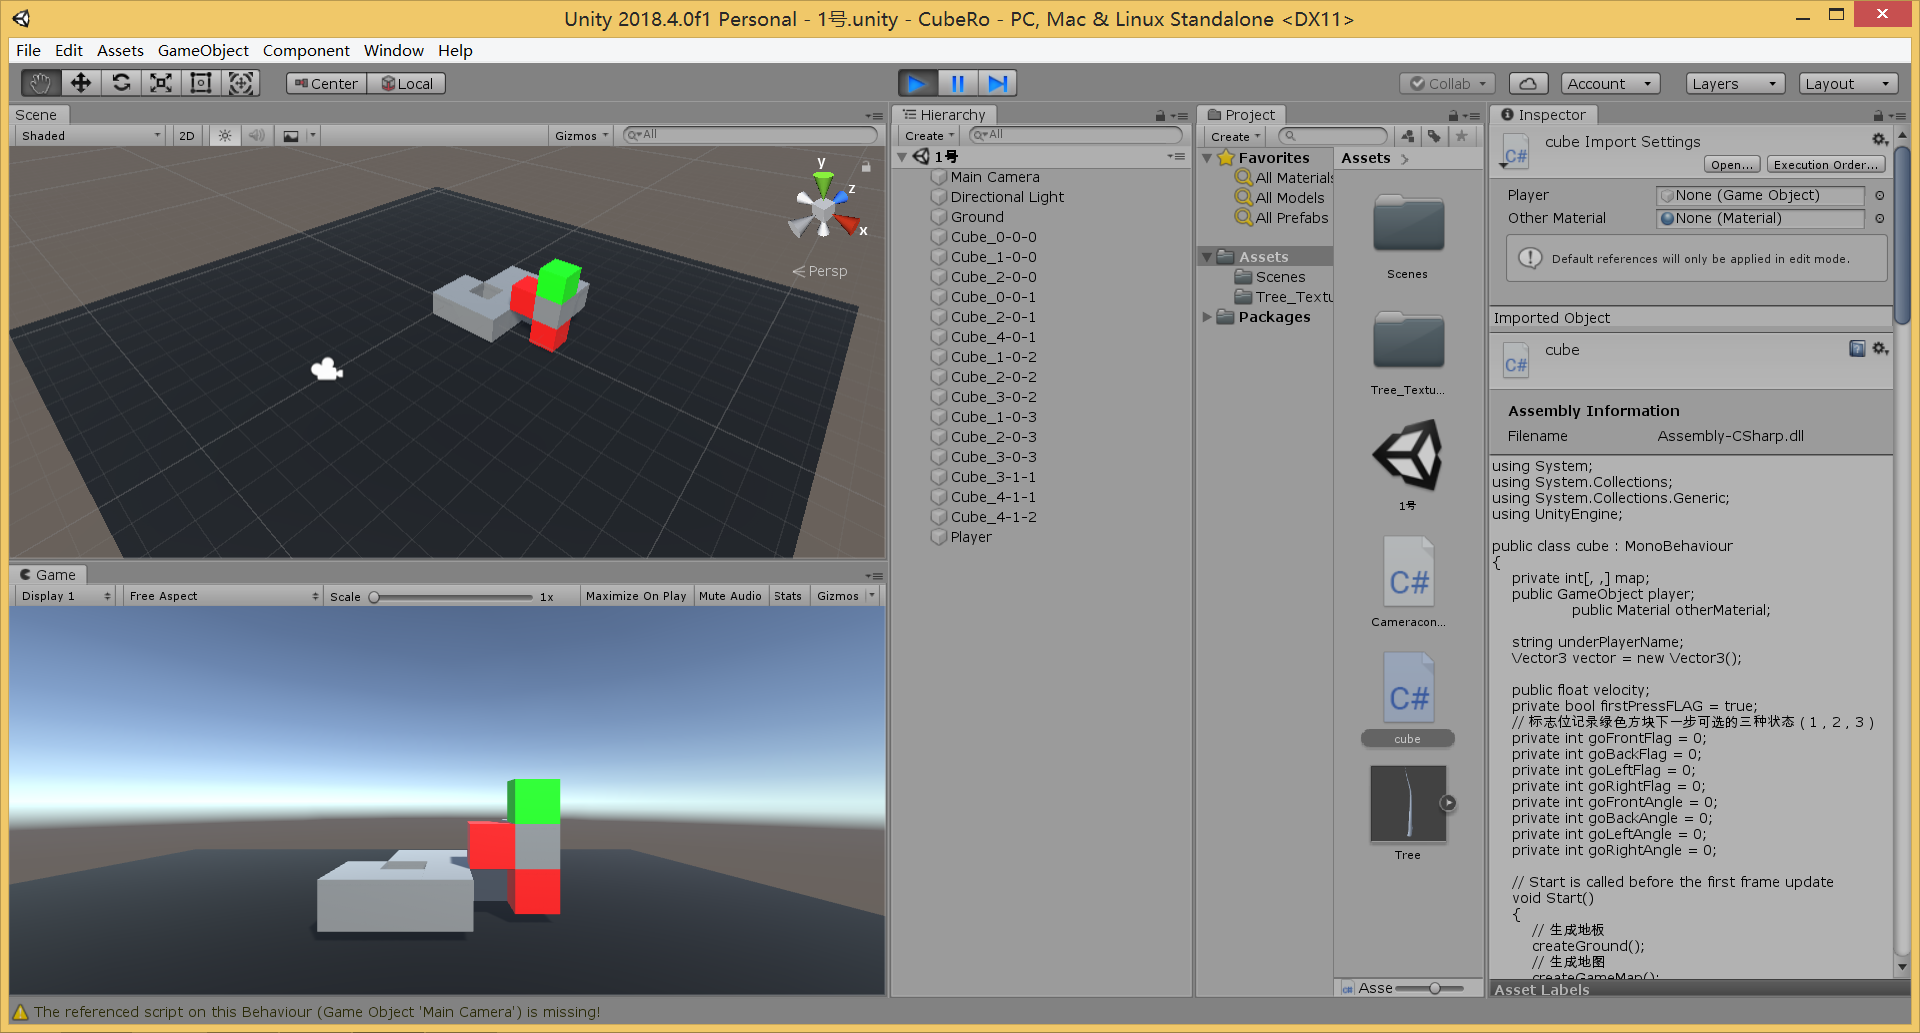 Unity 2018.4.0f1 Personal - 1号.unity - CubeRo - PC, Mac & Linux Standalone <DX11>
File Edit Assets GameObject Component Window Help
Center Local
Collab Account Layers Layout
Scene
Shaded 2D Gizmos All
y
z
x
Persp
Game
Display 1 Free Aspect Scale 1x Maximize On Play Mute Audio Stats Gizmos
Hierarchy
Create All
1号
Main Camera
Directional Light
Ground
Cube_0-0-0
Cube_1-0-0
Cube_2-0-0
Cube_0-0-1
Cube_2-0-1
Cube_4-0-1
Cube_1-0-2
Cube_2-0-2
Cube_3-0-2
Cube_1-0-3
Cube_2-0-3
Cube_3-0-3
Cube_3-1-1
Cube_4-1-1
Cube_4-1-2
Player
Project
Create
Favorites
All Materials
All Models
All Prefabs
Assets
Scenes
Tree_Textu
Packages
Assets
Scenes
Tree_Textu...
1号
C#
Cameracon...
C#
cube
Tree
C# Asse
Inspector
C#
cube Import Settings
Open... Execution Order...
Player None (Game Object)
Other Material None (Material)
Default references will only be applied in edit mode.
Imported Object
C#
cube
Assembly Information
Filename Assembly-CSharp.dll
using System;
using System.Collections;
using System.Collections.Generic;
using UnityEngine;
public class cube : MonoBehaviour
{
private int[, ,] map;
public GameObject player;
public Material otherMaterial;
string underPlayerName;
Vector3 vector = new Vector3();
public float velocity;
private bool firstPressFLAG = true;
// 标志位记录绿色方块下一步可选的三种状态 ( 1 , 2 , 3 )
private int goFrontFlag = 0;
private int goBackFlag = 0;
private int goLeftFlag = 0;
private int goRightFlag = 0;
private int goFrontAngle = 0;
private int goBackAngle = 0;
private int goLeftAngle = 0;
private int goRightAngle = 0;
// Start is called before the first frame update
void Start()
{
// 生成地板
createGround();
// 生成地图
createGameMap();
Asset Labels
The referenced script on this Behaviour (Game Object 'Main Camera') is missing!